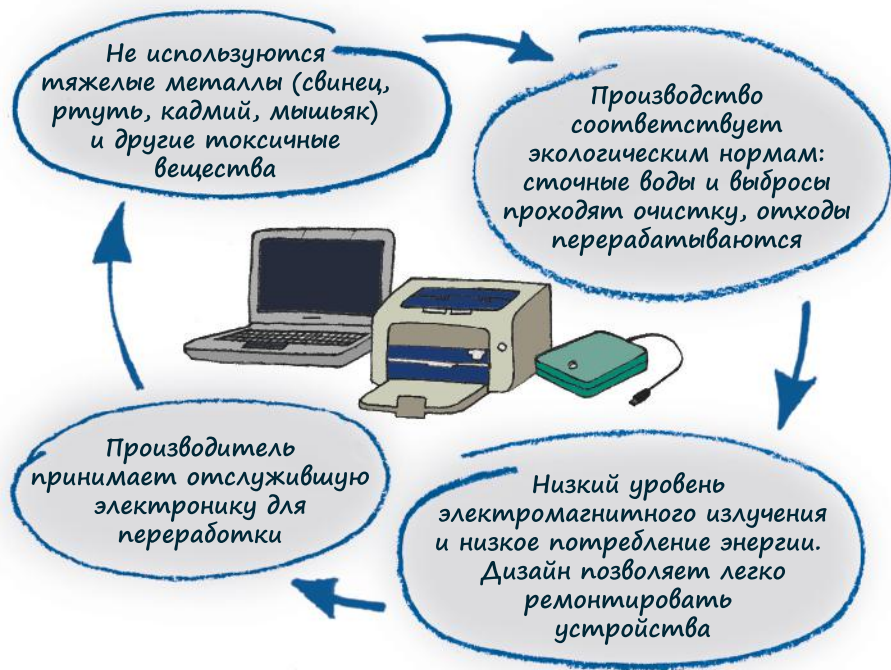 Не используются
тяжелые металлы (свинец,
ртуть, кадмий, мышьяк)
и другие токсичные
вещества
Производство
соответствует
экологическим нормам:
сточные воды и выбросы
проходят очистку, отходы
перерабатываются
Низкий уровень
электромагнитного излучения
и низкое потребление энергии.
Дизайн позволяет легко
ремонтировать
устройства
Производитель
принимает отслужившую
электронику для
переработки